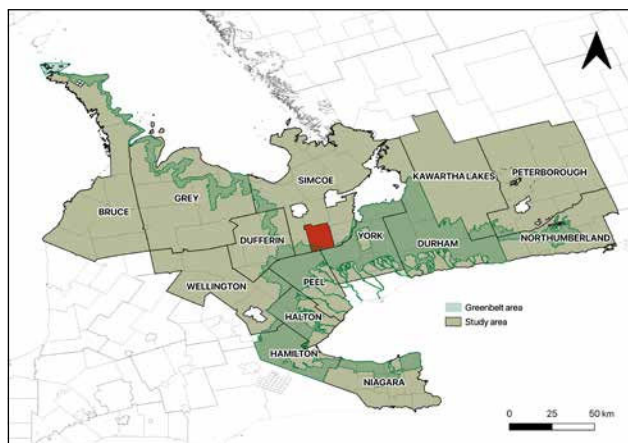 KAWARTHA LAKES
PETERBOROUGH
SIMCOE
GREY
BRUCE
DUFFERIN
YORK
DURHAM
NORTHUMBERLAND
WELLINGTON
PEEL
HALTON
HAMILTON
NIAGARA
Greenbelt area
Study area
0 25 50 km